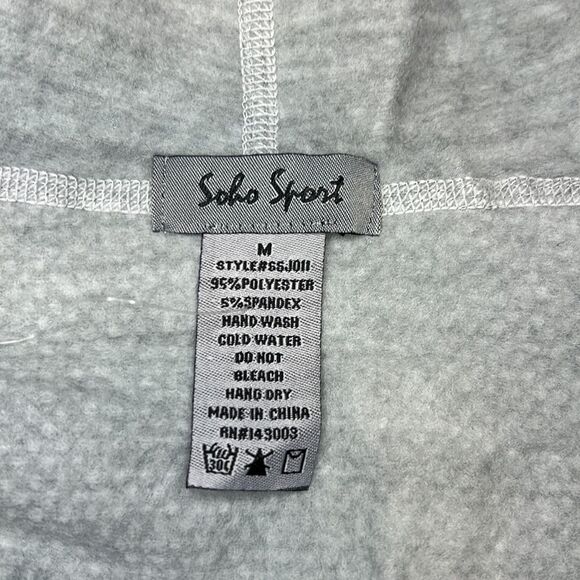 Soho Sport
M
STYLE#SSJ011
95%POLYESTER
5%SPANDEX
HAND WASH
COLD WATER
DO NOT
BLEACH
HANG DRY
MADE IN CHINA
RN#143003